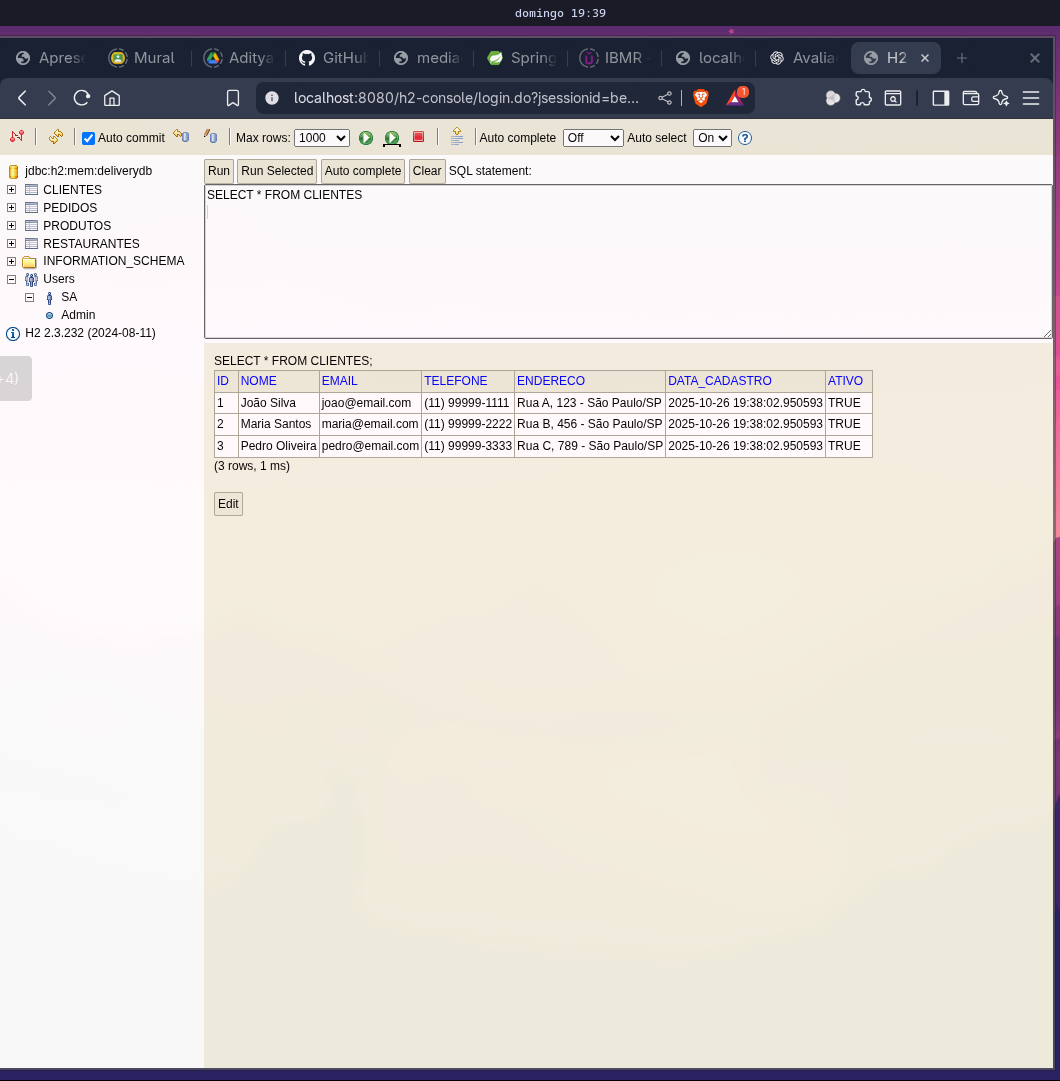 domingo 19:39
Aprese Mural Aditya GitHub media Spring IBMR - localh Avalia H2
localhost:8080/h2-console/login.do?jsessionid=be... 1
Auto commit Max rows: 1000 Auto complete Off Auto select On ?
jdbc:h2:mem:deliverydb
CLIENTES
PEDIDOS
PRODUTOS
RESTAURANTES
INFORMATION_SCHEMA
Users
SA
Admin
H2 2.3.232 (2024-08-11)
+4)
Run Run Selected Auto complete Clear SQL statement:
SELECT * FROM CLIENTES
SELECT * FROM CLIENTES;
ID NOME EMAIL TELEFONE ENDERECO DATA_CADASTRO ATIVO
1 João Silva joao@email.com (11) 99999-1111 Rua A, 123 - São Paulo/SP 2025-10-26 19:38:02.950593 TRUE
2 Maria Santos maria@email.com (11) 99999-2222 Rua B, 456 - São Paulo/SP 2025-10-26 19:38:02.950593 TRUE
3 Pedro Oliveira pedro@email.com (11) 99999-3333 Rua C, 789 - São Paulo/SP 2025-10-26 19:38:02.950593 TRUE
(3 rows, 1 ms)
Edit